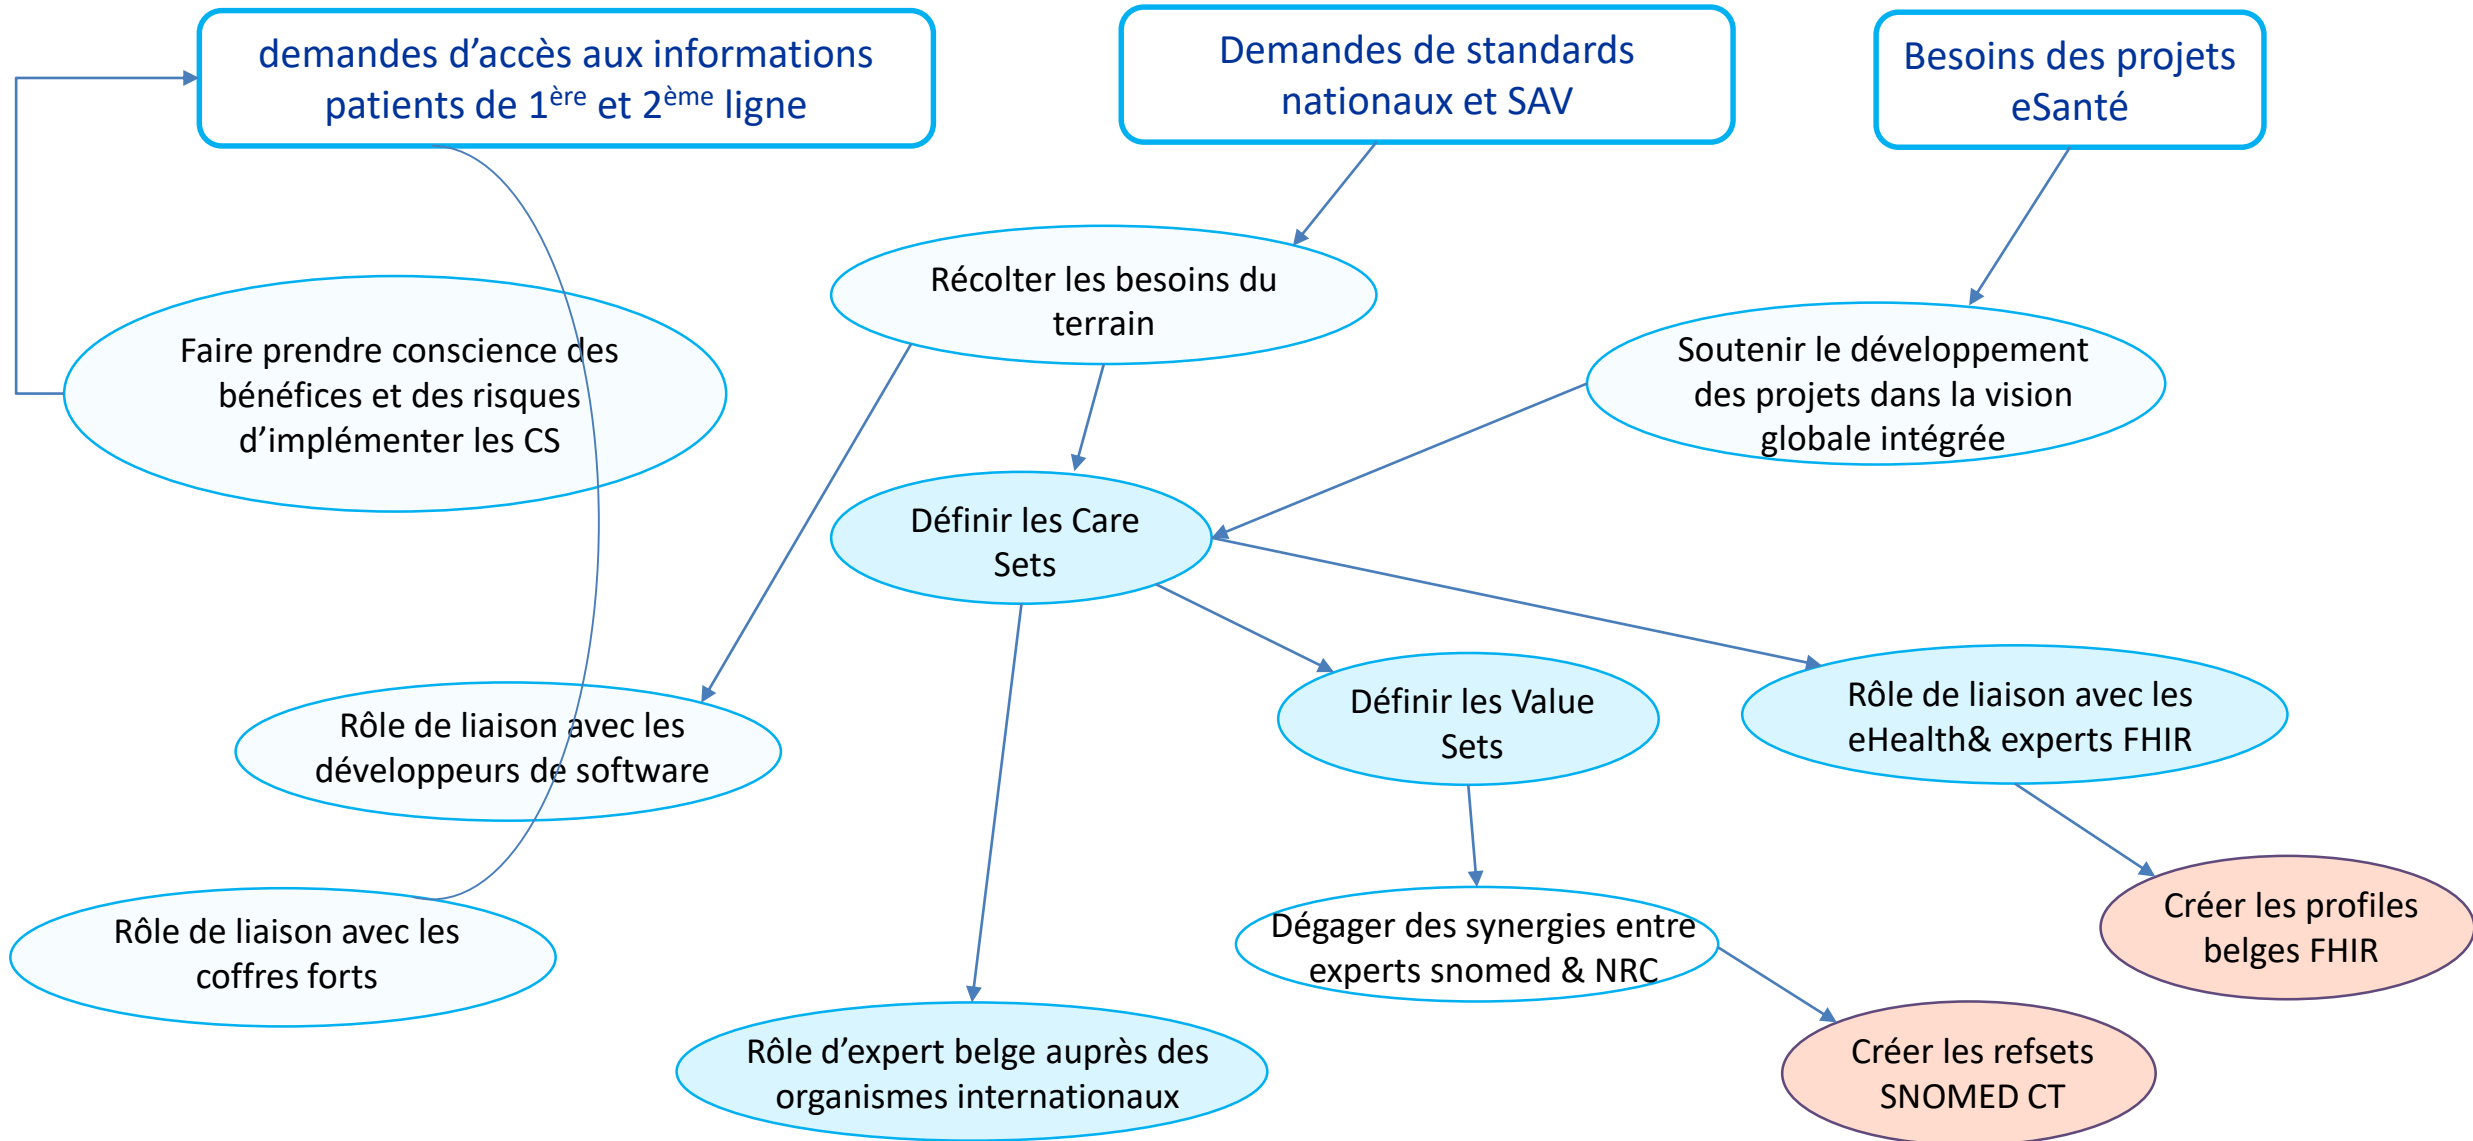 demandes d’accès aux informations
patients de 1ère et 2ème ligne
Demandes de standards
nationaux et SAV
Besoins des projets
eSanté
Récolter les besoins du
terrain
Faire prendre conscience des
bénéfices et des risques
d’implémenter les CS
Soutenir le développement
des projets dans la vision
globale intégrée
Définir les Care
Sets
Rôle de liaison avec les
développeurs de software
Définir les Value
Sets
Rôle de liaison avec les
eHealth& experts FHIR
Rôle de liaison avec les
coffres forts
Dégager des synergies entre
experts snomed & NRC
Créer les profiles
belges FHIR
Rôle d’expert belge auprès des
organismes internationaux
Créer les refsets
SNOMED CT